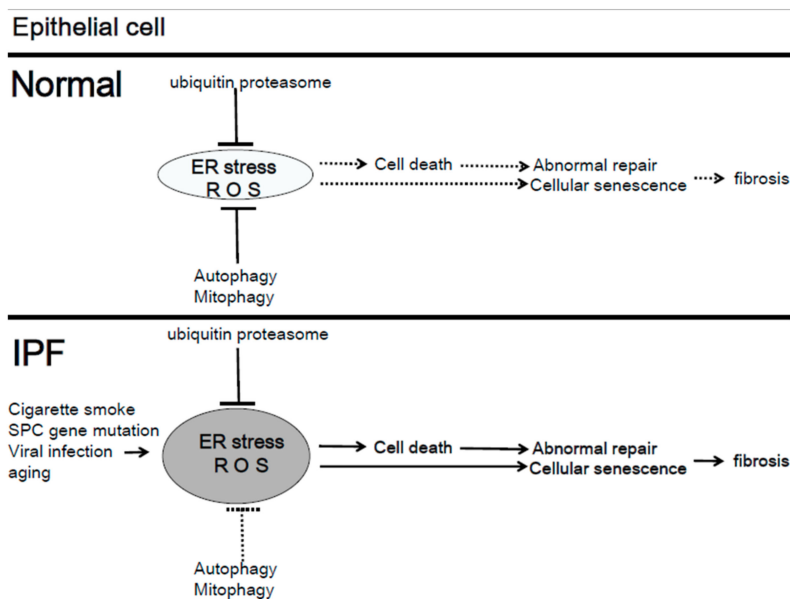 Epithelial cell
Normal
ubiquitin proteasome
ER stress
R O S
Cell death
Abnormal repair
Cellular senescence
fibrosis
Autophagy
Mitophagy
IPF
ubiquitin proteasome
Cigarette smoke
SPC gene mutation
Viral infection
aging
ER stress
R O S
Cell death
Abnormal repair
Cellular senescence
fibrosis
Autophagy
Mitophagy